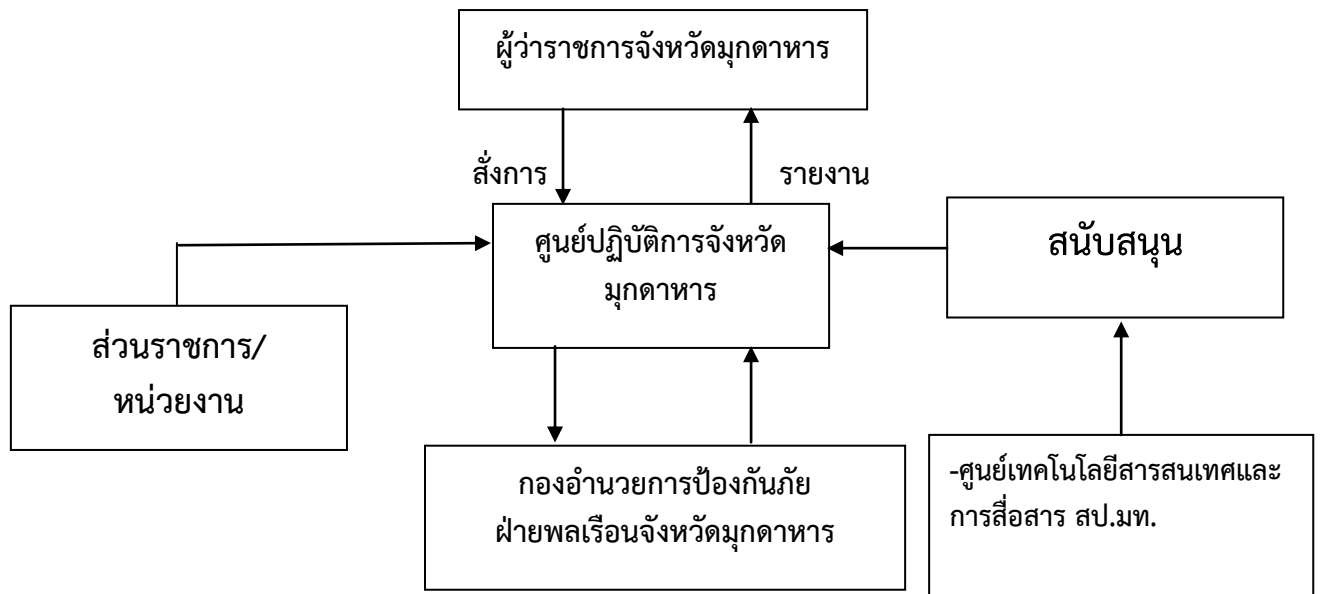 ผู้ว่าราชการจังหวัดมุกดาหาร
สั่งการ
รายงาน
ศูนย์ปฏิบัติการจังหวัด
มุกดาหาร
สนับสนุน
ส่วนราชการ/
หน่วยงาน
กองอำนวยการป้องกันภัย
ฝ่ายพลเรือนจังหวัดมุกดาหาร
-ศูนย์เทคโนโลยีสารสนเทศและ
การสื่อสาร สป.มท.